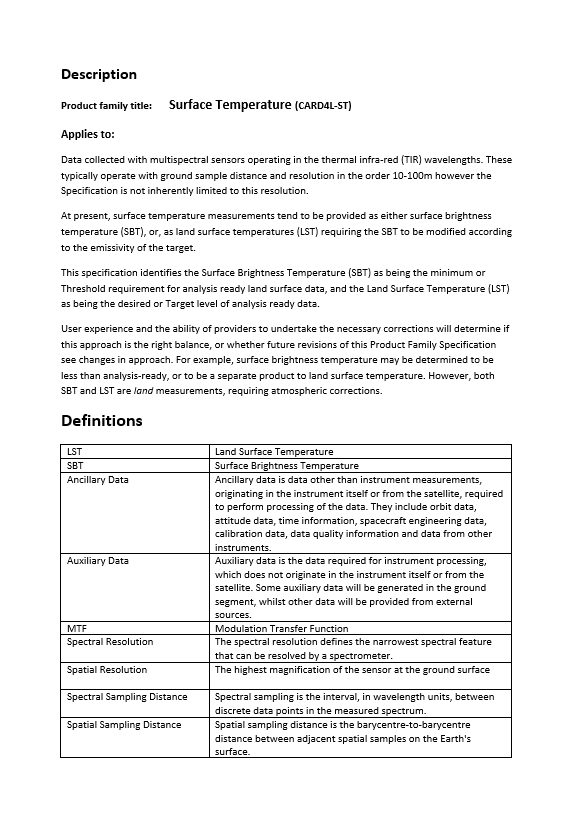 Description
Product family title: Surface Temperature (CARD4L-ST)
Applies to:
Data collected with multispectral sensors operating in the thermal infra-red (TIR) wavelengths. These
typically operate with ground sample distance and resolution in the order 10-100m however the
Specification is not inherently limited to this resolution.
At present, surface temperature measurements tend to be provided as either surface brightness
temperature (SBT), or, as land surface temperatures (LST) requiring the SBT to be modified according
to the emissivity of the target.
This specification identifies the Surface Brightness Temperature (SBT) as being the minimum or
Threshold requirement for analysis ready land surface data, and the Land Surface Temperature (LST)
as being the desired or Target level of analysis ready data.
User experience and the ability of providers to undertake the necessary corrections will determine if
this approach is the right balance, or whether future revisions of this Product Family Specification
see changes in approach. For example, surface brightness temperature may be determined to be
less than analysis-ready, or to be a separate product to land surface temperature. However, both
SBT and LST are land measurements, requiring atmospheric corrections.
Definitions
LST Land Surface Temperature
SBT Surface Brightness Temperature
Ancillary Data Ancillary data is data other than instrument measurements,
originating in the instrument itself or from the satellite, required
to perform processing of the data. They include orbit data,
attitude data, time information, spacecraft engineering data,
calibration data, data quality information and data from other
instruments.
Auxiliary Data Auxiliary data is the data required for instrument processing,
which does not originate in the instrument itself or from the
satellite. Some auxiliary data will be generated in the ground
segment, whilst other data will be provided from external
sources.
MTF Modulation Transfer Function
Spectral Resolution The spectral resolution defines the narrowest spectral feature
that can be resolved by a spectrometer.
Spatial Resolution The highest magnification of the sensor at the ground surface
Spectral Sampling Distance Spectral sampling is the interval, in wavelength units, between
discrete data points in the measured spectrum.
Spatial Sampling Distance Spatial sampling distance is the barycentre-to-barycentre
distance between adjacent spatial samples on the Earth's
surface.